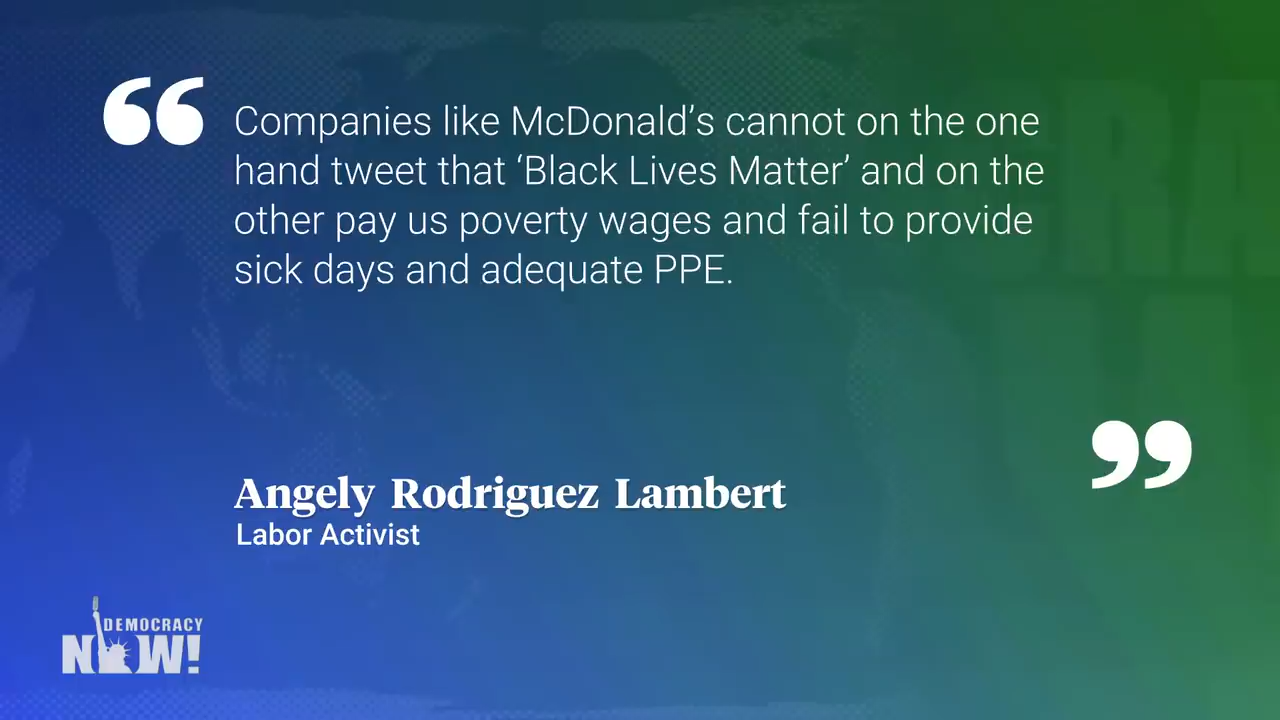 “Companies like McDonald’s cannot on the one
hand tweet that ‘Black Lives Matter’ and on the
other pay us poverty wages and fail to provide
sick days and adequate PPE.
”
Angely Rodriguez Lambert
Labor Activist
DEMOCRACY
NOW!